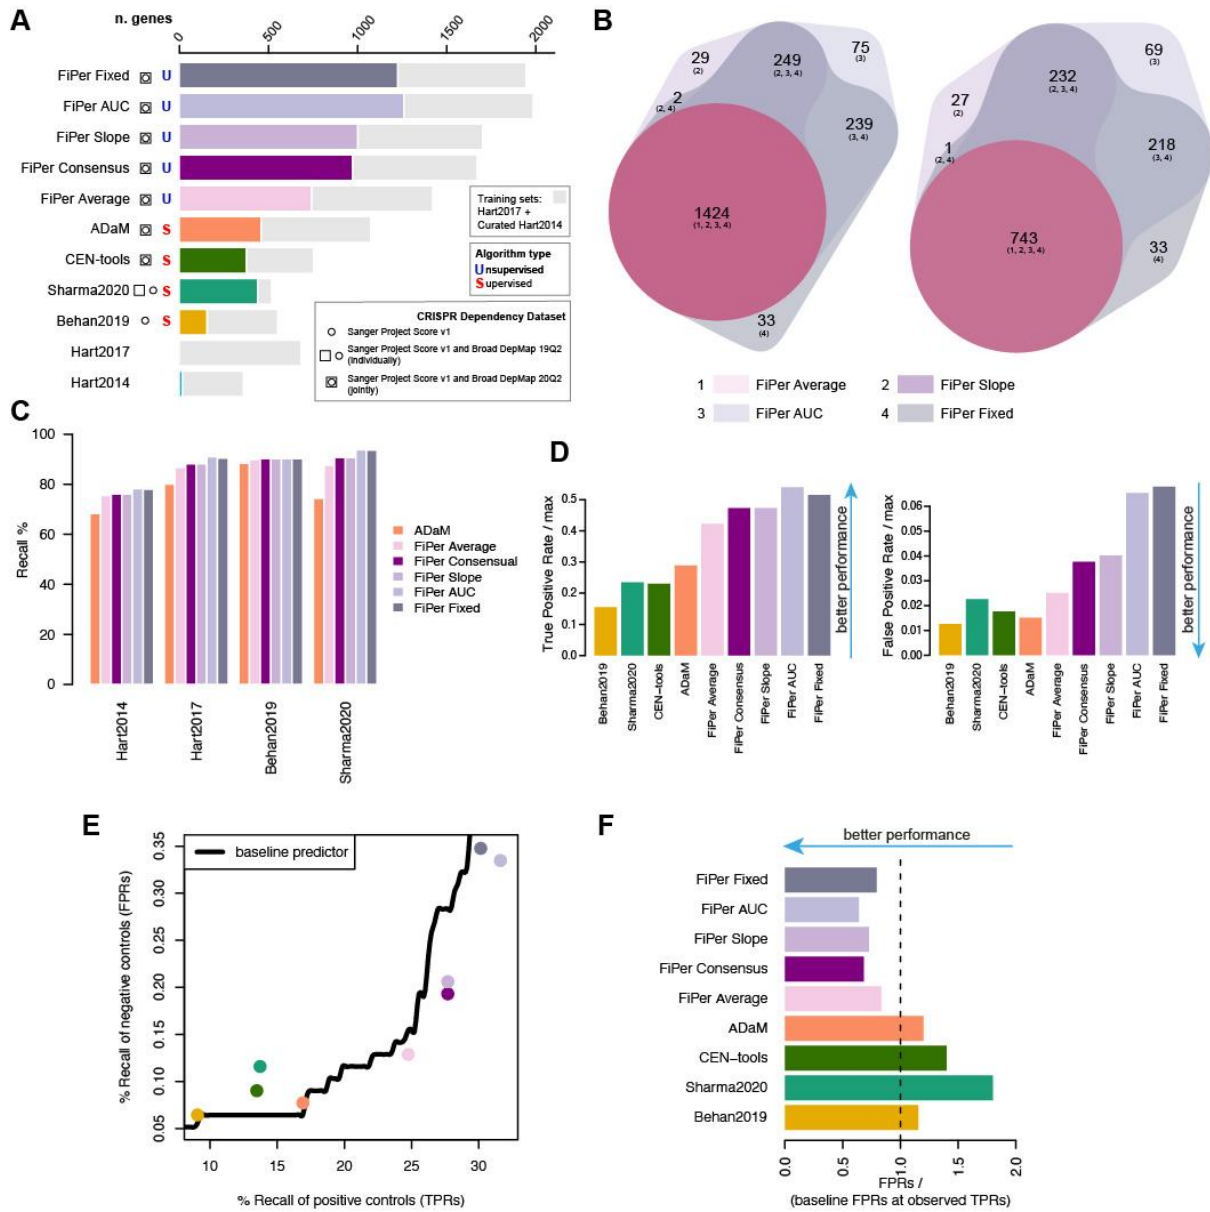 A
n. genes
0
500
1000
1500
2000
FiPer Fixed U
FiPer AUC U
FiPer Slope U
FiPer Consensus U
FiPer Average U
ADaM S
CEN-tools S
Sharma2020 S
Behan2019 S
Hart2017
Hart2014
Training sets:
Hart2017 +
Curated Hart2014
Algorithm type
Unsupervised
Supervised
CRISPR Dependency Dataset
Sanger Project Score v1
Sanger Project Score v1 and Broad DepMap 19Q2
(individually)
Sanger Project Score v1 and Broad DepMap 20Q2
(jointly)
B
29
(2)
249
(2, 3, 4)
75
(3)
2
(2, 4)
239
(3, 4)
1424
(1, 2, 3, 4)
33
(4)
27
(2)
232
(2, 3, 4)
69
(3)
1
(2, 4)
218
(3, 4)
743
(1, 2, 3, 4)
33
(4)
1 FiPer Average
2 FiPer Slope
3 FiPer AUC
4 FiPer Fixed
C
Recall %
100
80
60
40
20
0
Hart2014
Hart2017
Behan2019
Sharma2020
ADaM
FiPer Average
FiPer Consensual
FiPer Slope
FiPer AUC
FiPer Fixed
D
True Positive Rate / max
0.5
0.4
0.3
0.2
0.1
0.0
Behan2019
Sharma2020
CEN-tools
ADaM
FiPer Average
FiPer Consensus
FiPer Slope
FiPer AUC
FiPer Fixed
better performance
False Positive Rate / max
0.06
0.05
0.04
0.03
0.02
0.01
0.00
Behan2019
Sharma2020
CEN-tools
ADaM
FiPer Average
FiPer Consensus
FiPer Slope
FiPer AUC
FiPer Fixed
better performance
E
baseline predictor
% Recall of negative controls (FPRs)
0.35
0.30
0.25
0.20
0.15
0.10
0.05
10
15
20
25
30
% Recall of positive controls (TPRs)
F
better performance
FiPer Fixed
FiPer AUC
FiPer Slope
FiPer Consensus
FiPer Average
ADaM
CEN-tools
Sharma2020
Behan2019
0.0
0.5
1.0
1.5
2.0
FPRs /
(baseline FPRs at observed TPRs)